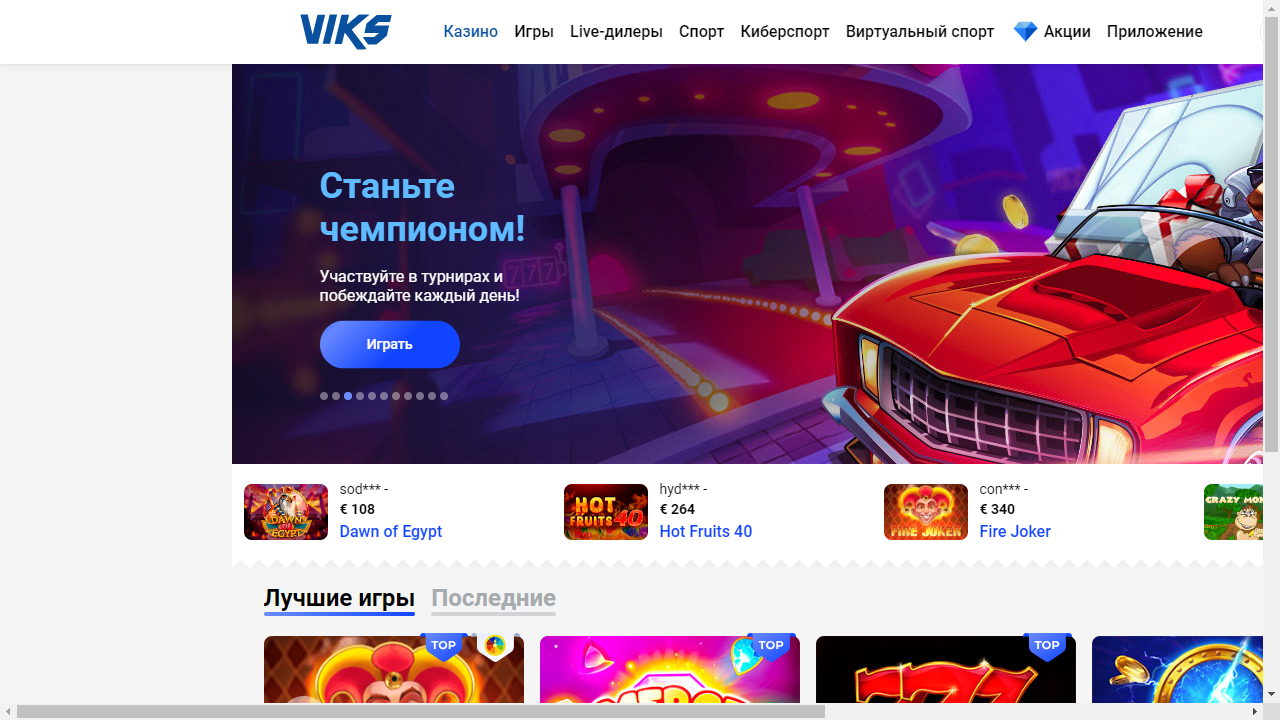 VIKS
Казино Игры Live-дилеры Спорт Киберспорт Виртуальный спорт Акции Приложение
Станьте
чемпионом!
Участвуйте в турнирах и
побеждайте каждый день!
Играть
777
sod*** -
€ 108
Dawn of Egypt
DAWN OF EGYPT
hyd*** -
€ 264
Hot Fruits 40
HOT FRUITS 40
con*** -
€ 340
Fire Joker
FIRE JOKER
CRAZY
Лучшие игры Последние
TOP
TOP
TOP
777